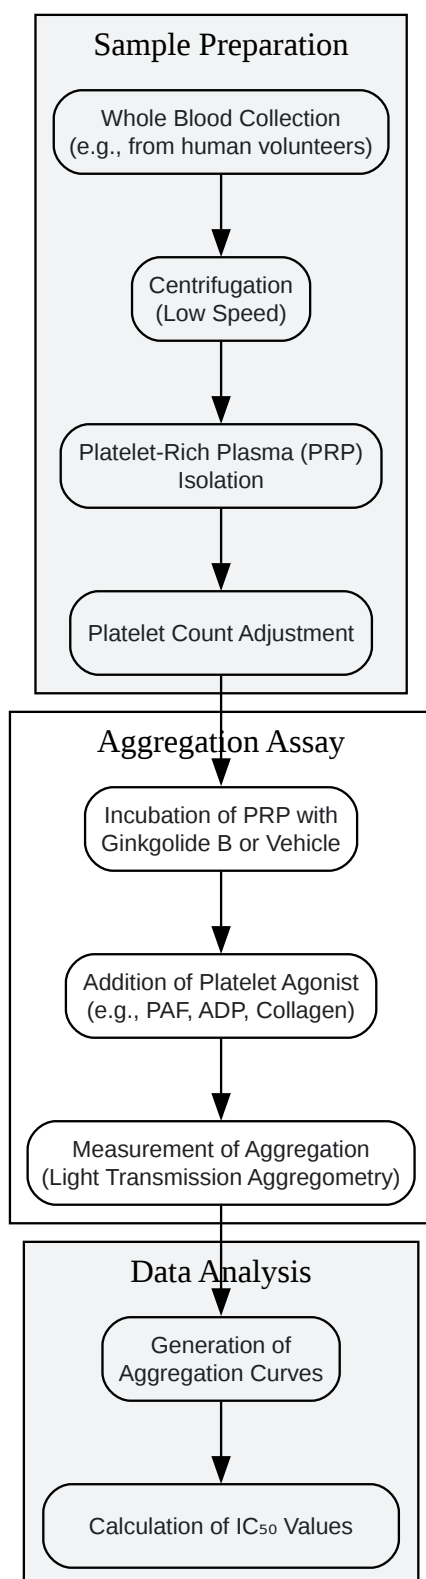 Sample Preparation
Whole Blood Collection
(e.g., from human volunteers)
Centrifugation
(Low Speed)
Platelet-Rich Plasma (PRP)
Isolation
Platelet Count Adjustment
Aggregation Assay
Incubation of PRP with
Ginkgolide B or Vehicle
Addition of Platelet Agonist
(e.g., PAF, ADP, Collagen)
Measurement of Aggregation
(Light Transmission Aggregometry)
Data Analysis
Generation of
Aggregation Curves
Calculation of IC₅₀ Values